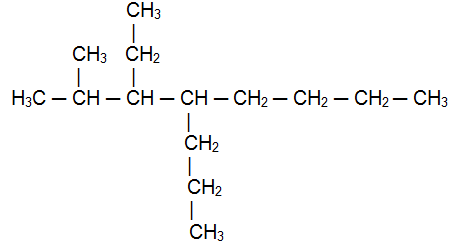 CH₃
CH₃ CH₂
H₃C – CH – CH – CH – CH₂ – CH₂ – CH₂ – CH₃
CH₂
CH₂
CH₃